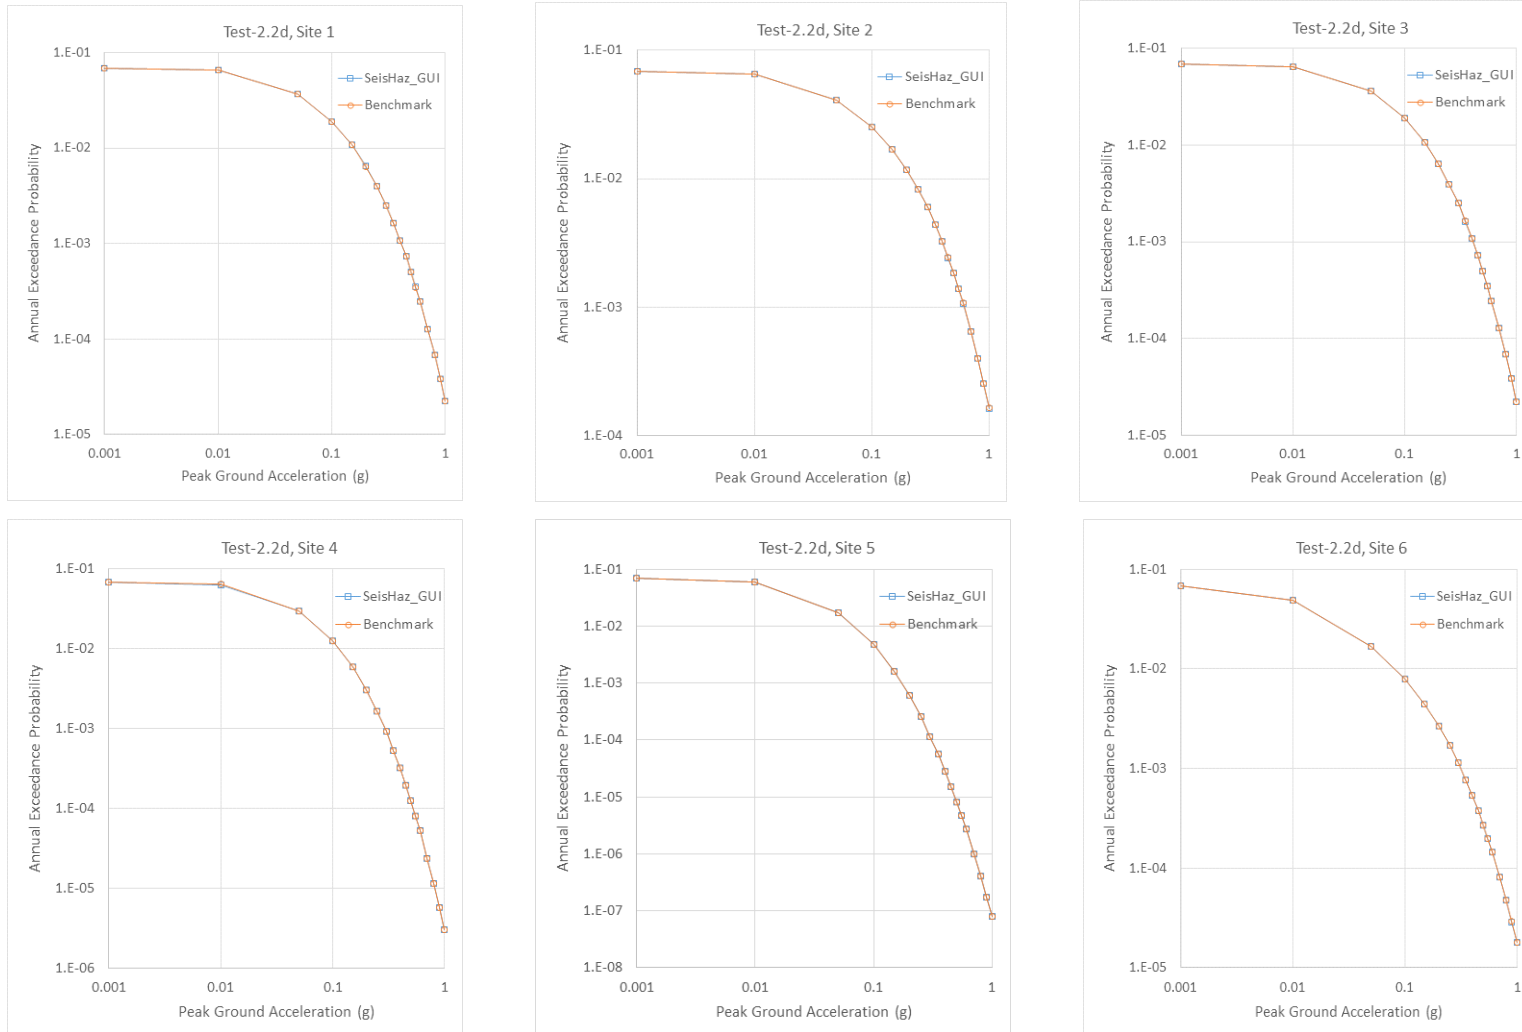 Test-2.2d, Site 1
1.E-01
SeisHaz_GUI
Benchmark
1.E-02
1.E-03
1.E-04
1.E-05
Annual Exceedance Probability
0.001 0.01 0.1 1
Peak Ground Acceleration (g)
Test-2.2d, Site 2
1.E-01
SeisHaz_GUI
Benchmark
1.E-02
1.E-03
1.E-04
Annual Exceedance Probability
0.001 0.01 0.1 1
Peak Ground Acceleration (g)
Test-2.2d, Site 3
1.E-01
SeisHaz_GUI
Benchmark
1.E-02
1.E-03
1.E-04
1.E-05
Annual Exceedance Probability
0.001 0.01 0.1 1
Peak Ground Acceleration (g)
Test-2.2d, Site 4
1.E-01
SeisHaz_GUI
Benchmark
1.E-02
1.E-03
1.E-04
1.E-05
1.E-06
Annual Exceedance Probability
0.001 0.01 0.1 1
Peak Ground Acceleration (g)
Test-2.2d, Site 5
1.E-01
SeisHaz_GUI
Benchmark
1.E-02
1.E-03
1.E-04
1.E-05
1.E-06
1.E-07
1.E-08
Annual Exceedance Probability
0.001 0.01 0.1 1
Peak Ground Acceleration (g)
Test-2.2d, Site 6
1.E-01
SeisHaz_GUI
Benchmark
1.E-02
1.E-03
1.E-04
1.E-05
Annual Exceedance Probability
0.001 0.01 0.1 1
Peak Ground Acceleration (g)